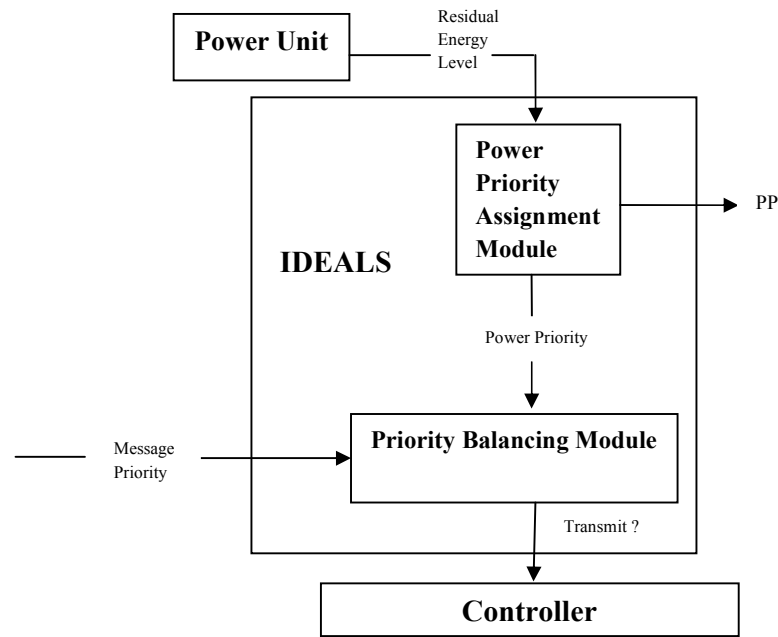 Power Unit
Residual
Energy
Level
Power
Priority
Assignment
Module
PP
IDEALS
Power Priority
Message
Priority
Priority Balancing Module
Transmit ?
Controller